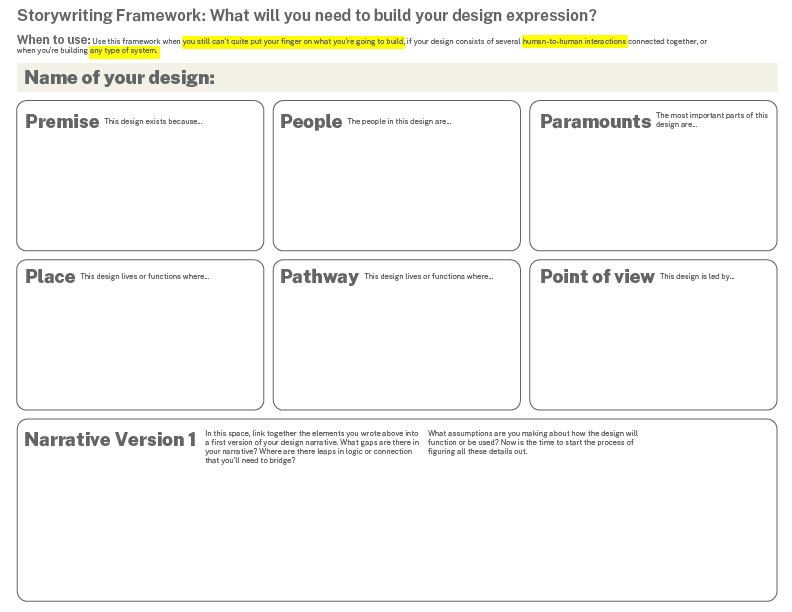 Storywriting Framework: What will you need to build your design expression?
When to use: Use this framework when you still can't quite put your finger on what you're going to build, if your design consists of several human-to-human interactions connected together, or
when you're building any type of system.
Name of your design:
Premise This design exists because...
People The people in this design are...
Paramounts The most important parts of this
design are...
Place This design lives or functions where...
Pathway This design lives or functions where...
Point of view This design is led by...
Narrative Version 1
In this space, link together the elements you wrote above into
a first version of your design narrative. What gaps are there in
your narrative? Where are there leaps in logic or connection
that you'll need to bridge?
What assumptions are you making about how the design will
function or be used? Now is the time to start the process of
figuring all these details out.